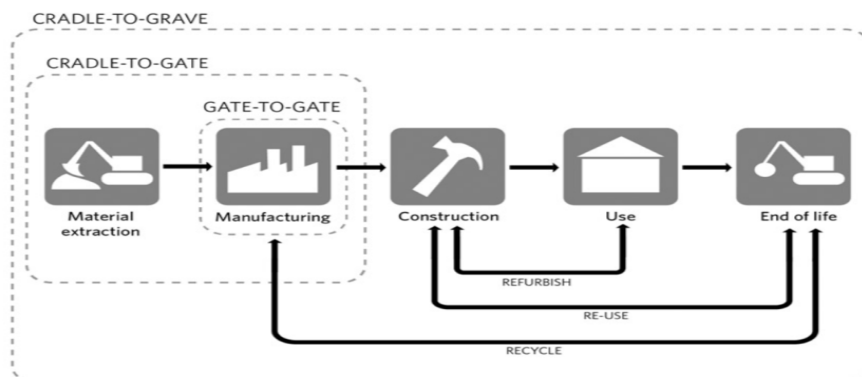 CRADLE-TO-GRAVE
CRADLE-TO-GATE
GATE-TO-GATE
Material
extraction
Manufacturing
Construction
Use
End of life
REFURBISH
RE-USE
RECYCLE